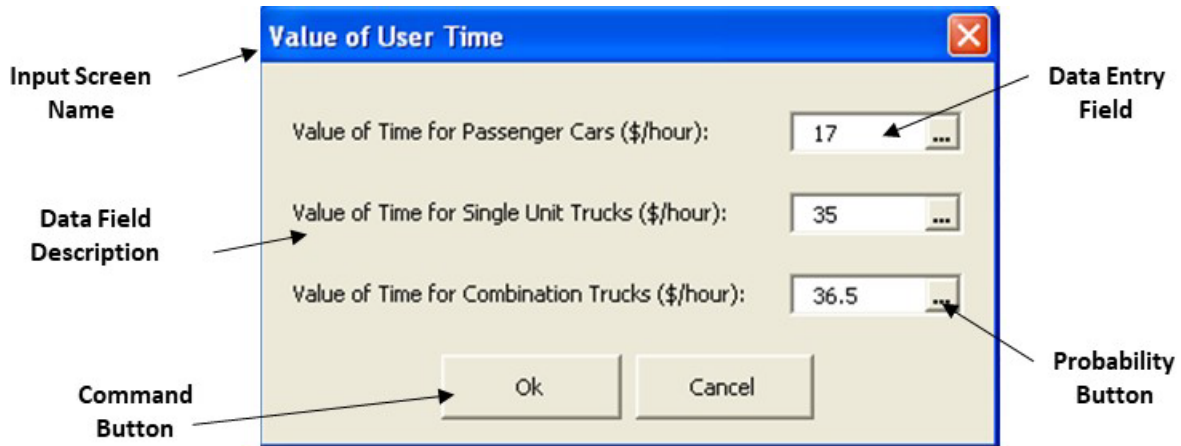 Value of User Time
Input Screen
Name
Data Entry
Field
Value of Time for Passenger Cars ($/hour):
17
...
Data Field
Description
Value of Time for Single Unit Trucks ($/hour):
35
...
Value of Time for Combination Trucks ($/hour):
36.5
...
Probability
Button
Command
Button
Ok
Cancel